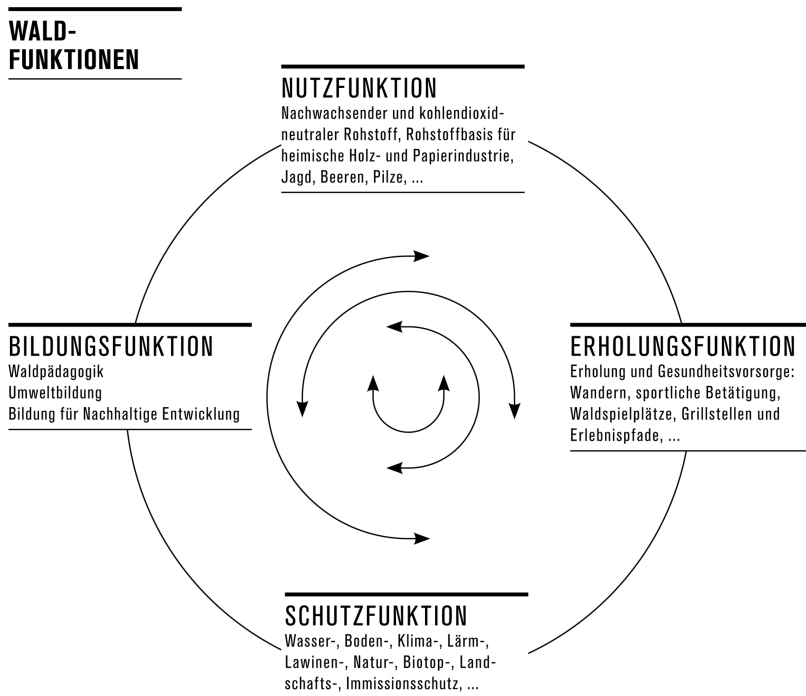 WALD-
FUNKTIONEN
NUTZFUNKTION
Nachwachsender und kohlendioxid-
neutraler Rohstoff, Rohstoffbasis für
heimische Holz- und Papierindustrie,
Jagd, Beeren, Pilze, ...
BILDUNGSFUNKTION
Waldpädagogik
Umweltbildung
Bildung für Nachhaltige Entwicklung
ERHOLUNGSFUNKTION
Erholung und Gesundheitsvorsorge:
Wandern, sportliche Betätigung,
Waldspielplätze, Grillstellen und
Erlebnispfade, ...
SCHUTZFUNKTION
Wasser-, Boden-, Klima-, Lärm-,
Lawinen-, Natur-, Biotop-, Land-
schafts-, Immissionsschutz, ...